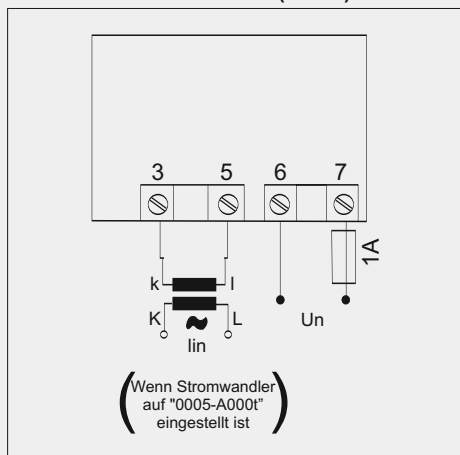 3 5 6 7
1A
k l
K L
Un
Iin
Wenn Stromwandler
auf "0005-A000t"
eingestellt ist